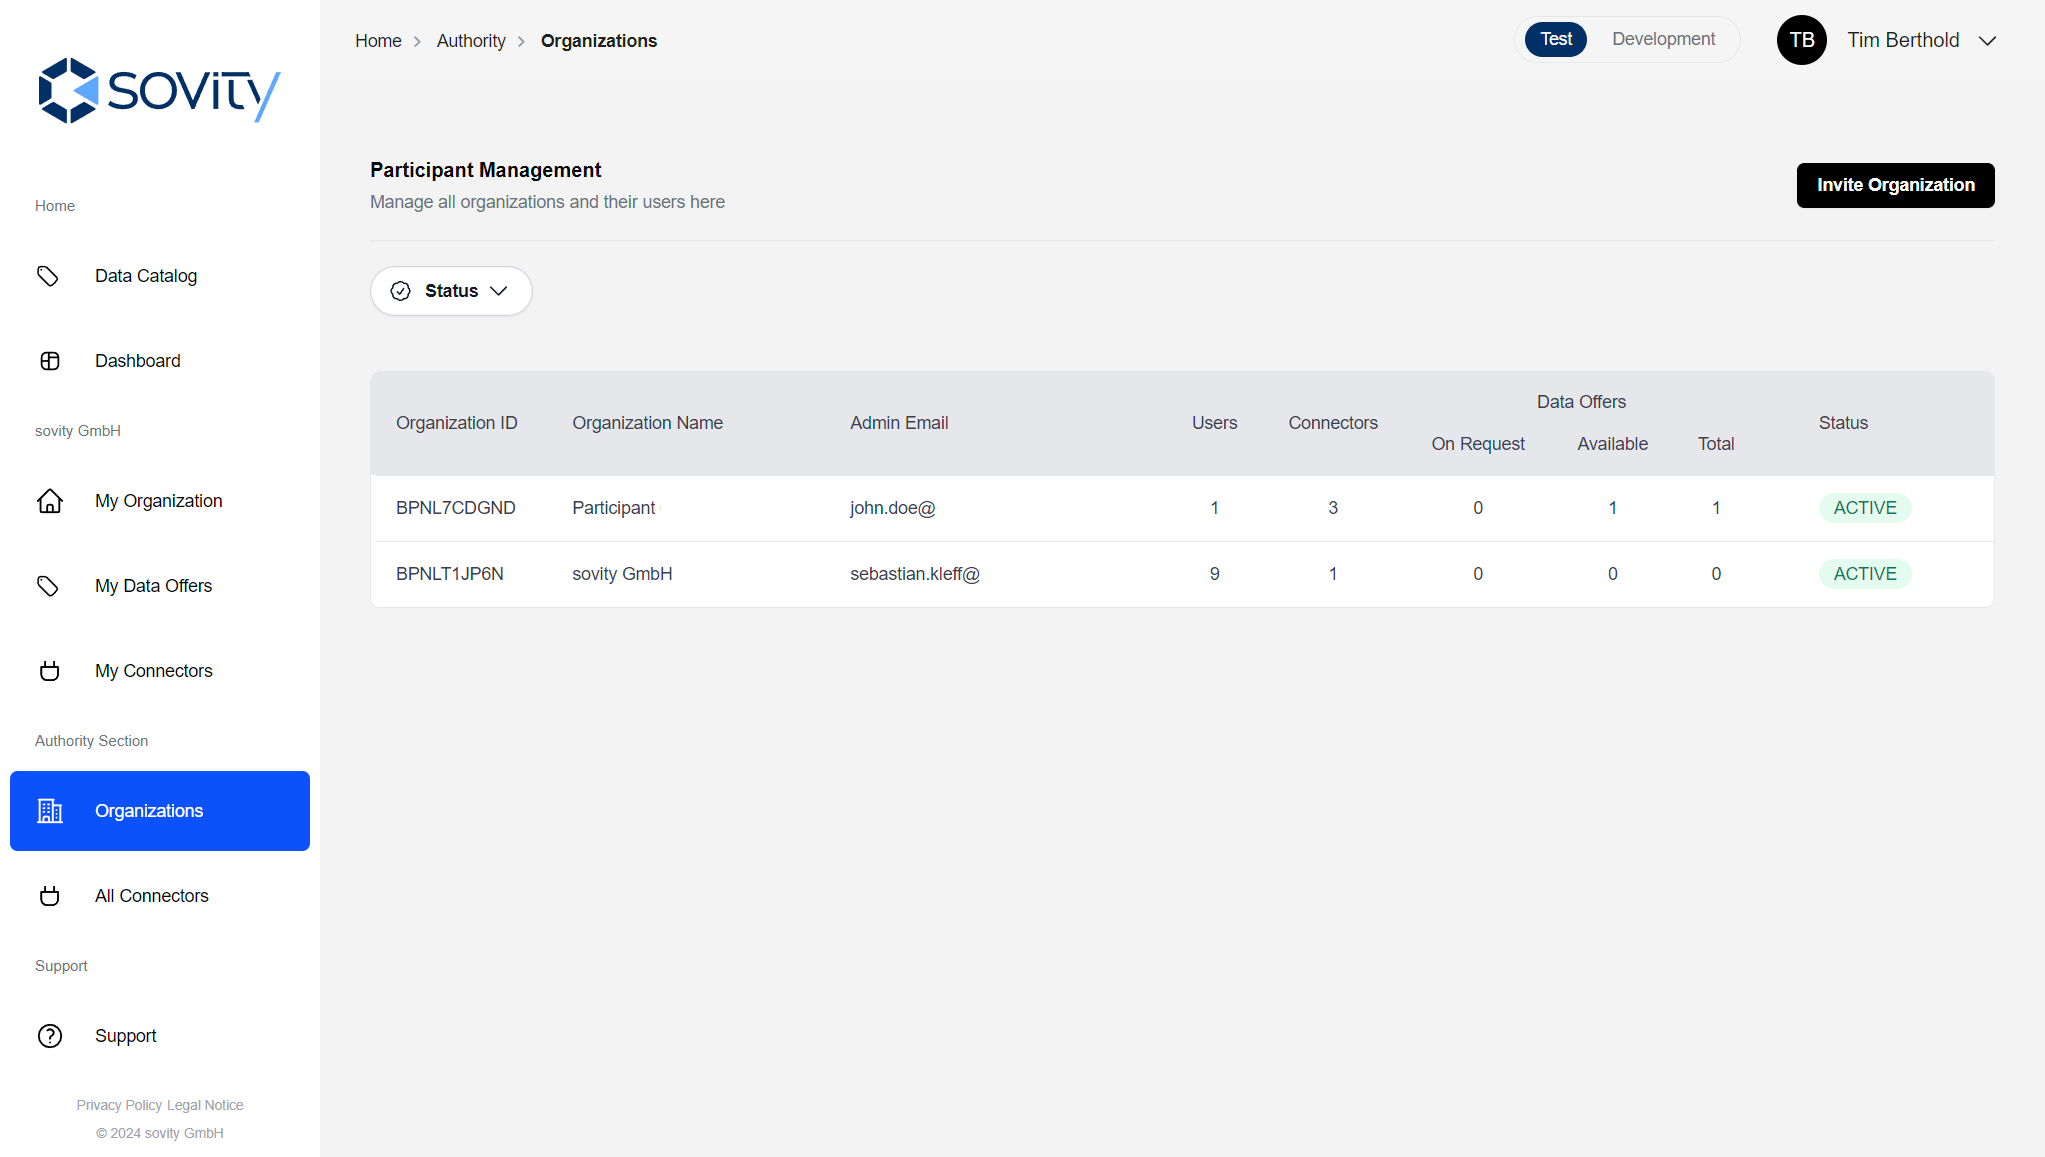 sovity
Home
Data Catalog
Dashboard
sovity GmbH
My Organization
My Data Offers
My Connectors
Authority Section
Organizations
All Connectors
Support
Support
Privacy Policy Legal Notice
© 2024 sovity GmbH
Home > Authority > Organizations
Test Development
TB Tim Berthold
Participant Management
Manage all organizations and their users here
Invite Organization
Status
Data Offers
Organization ID Organization Name Admin Email Users Connectors Status
On Request Available Total
BPNL7CDGND Participant john.doe@ 1 3 0 1 1 ACTIVE
BPNLT1JP6N sovity GmbH sebastian.kleff@ 9 1 0 0 0 ACTIVE